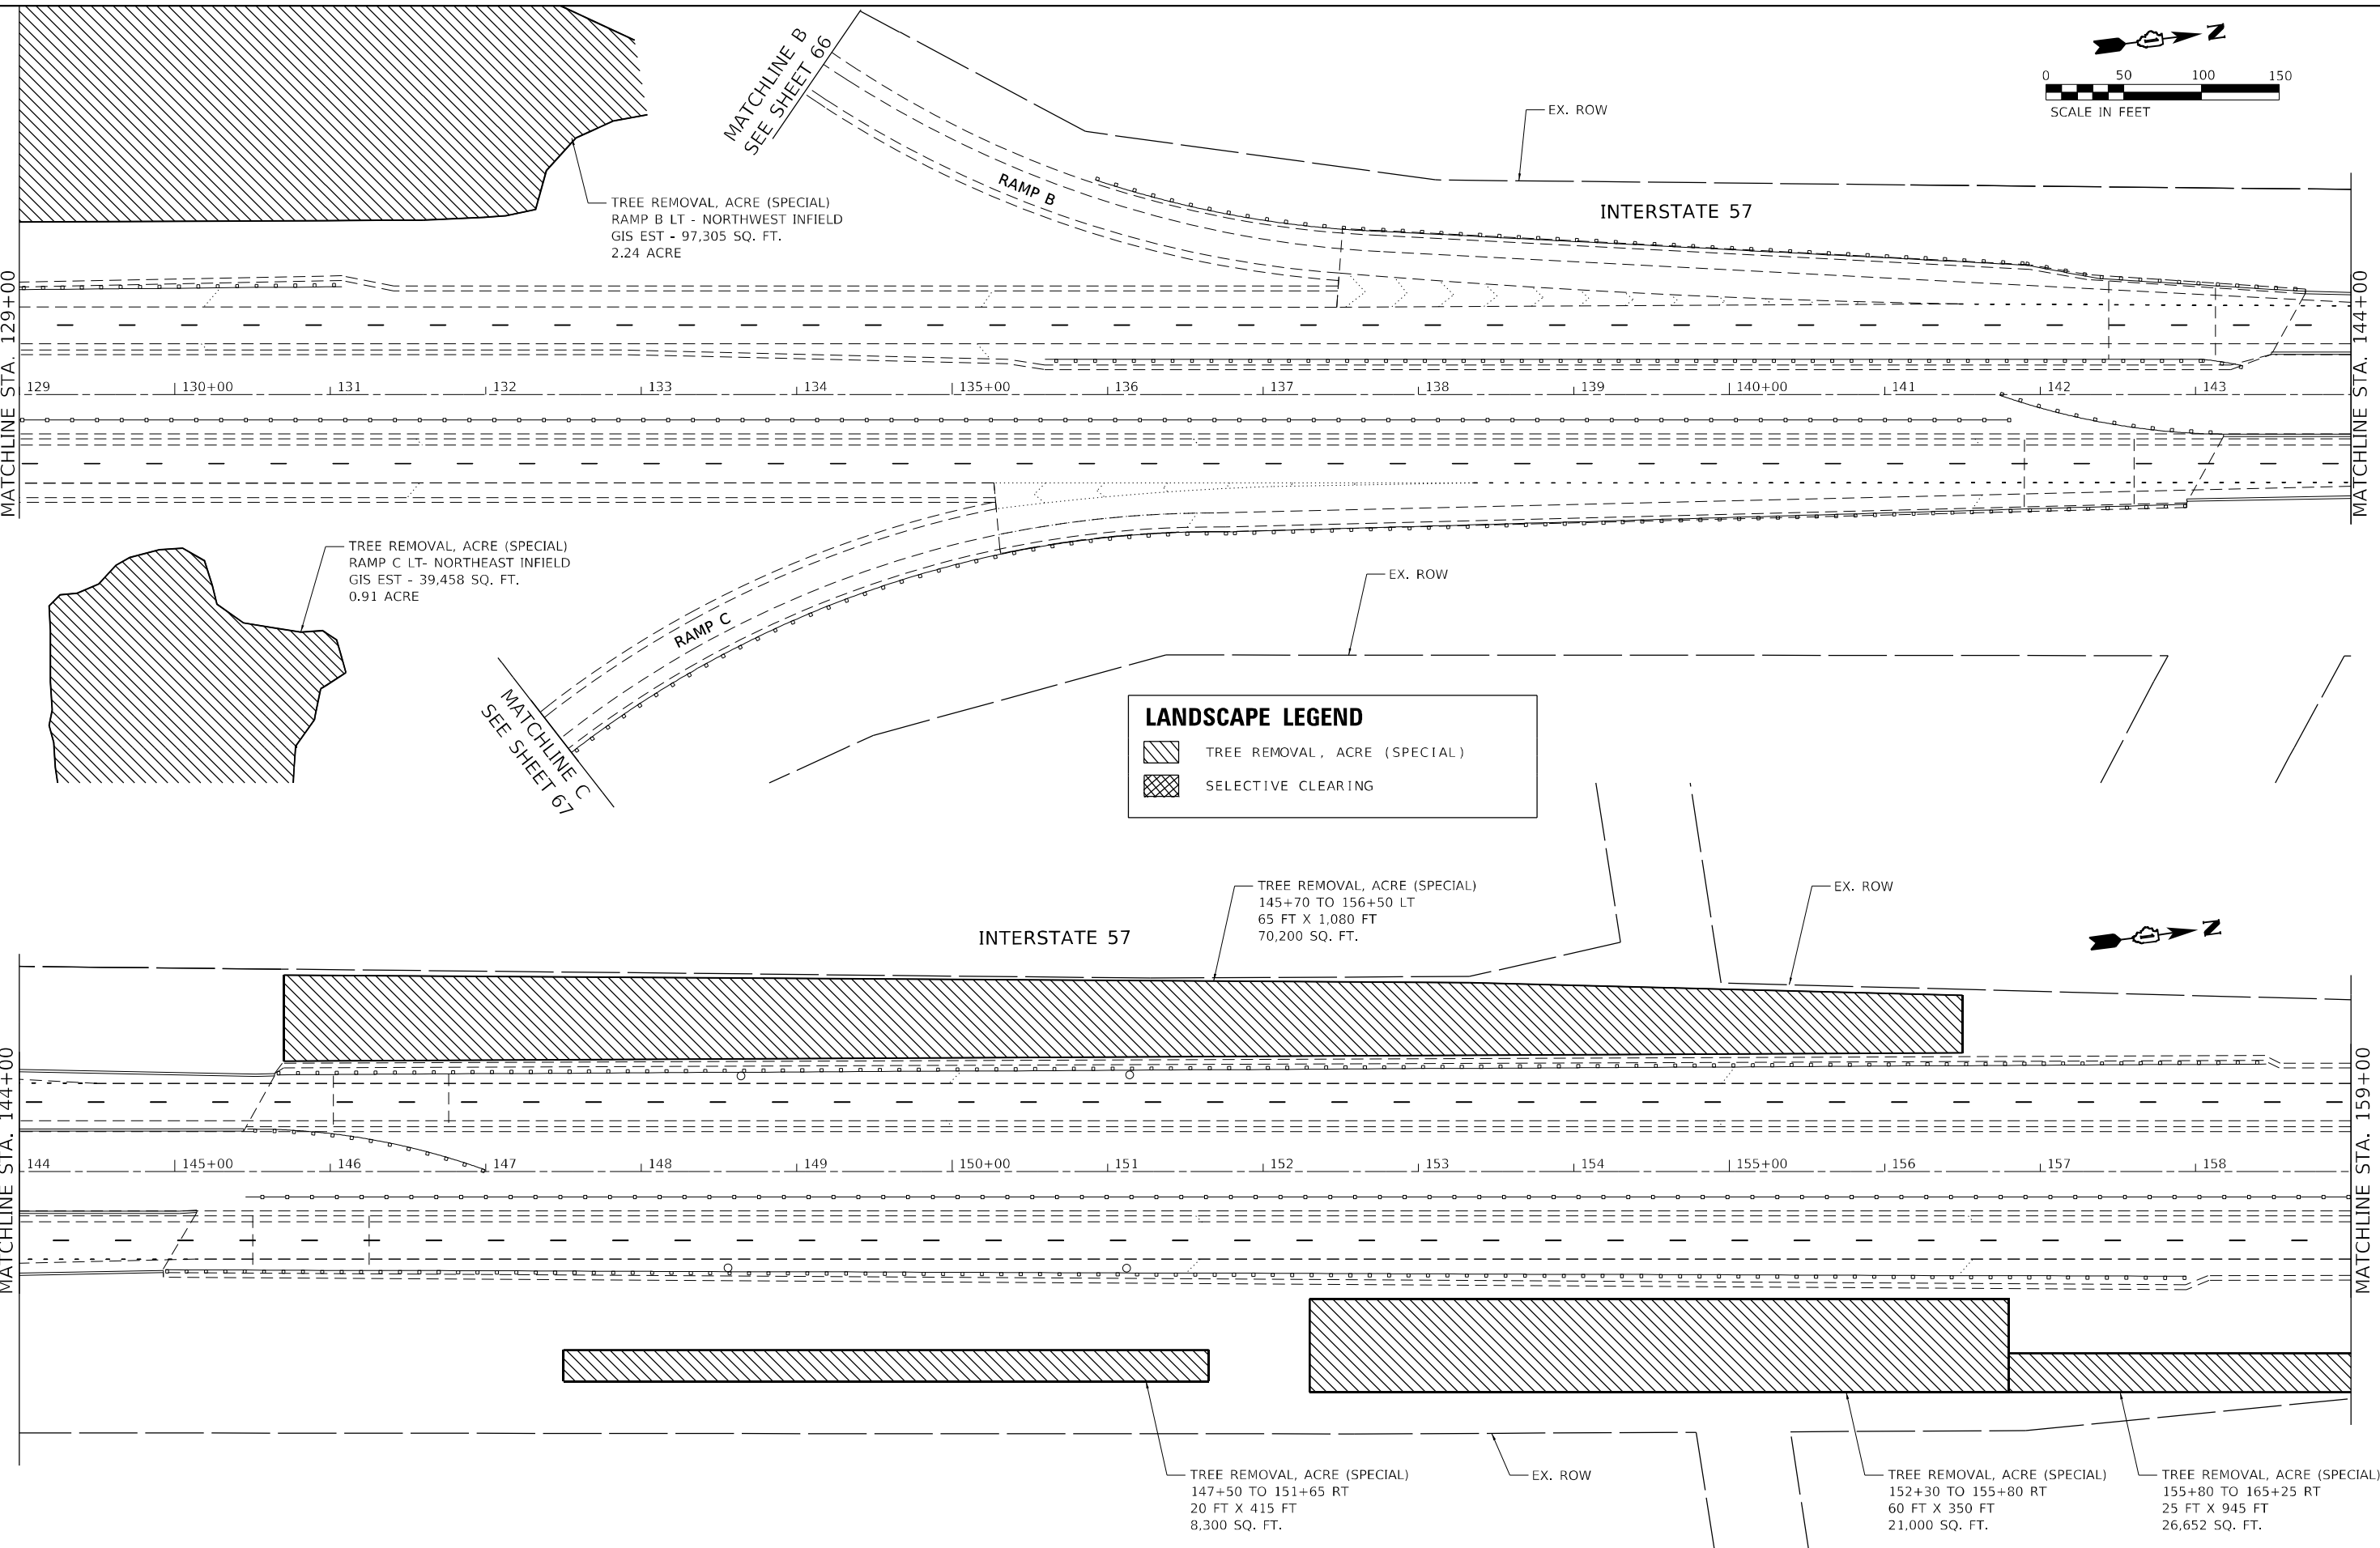 N
0 50 100 150
SCALE IN FEET
MATCHLINE B
SEE SHEET 66
EX. ROW
RAMP B
INTERSTATE 57
TREE REMOVAL, ACRE (SPECIAL)
RAMP B LT - NORTHWEST INFIELD
GIS EST - 97,305 SQ. FT.
2.24 ACRE
MATCHLINE STA. 129+00
MATCHLINE STA. 144+00
129 130+00 131 132 133 134 135+00 136 137 138 139 140+00 141 142 143
TREE REMOVAL, ACRE (SPECIAL)
RAMP C LT- NORTHEAST INFIELD
GIS EST - 39,458 SQ. FT.
0.91 ACRE
EX. ROW
RAMP C
MATCHLINE C
SEE SHEET 67
LANDSCAPE LEGEND
TREE REMOVAL, ACRE (SPECIAL)
SELECTIVE CLEARING
TREE REMOVAL, ACRE (SPECIAL)
145+70 TO 156+50 LT
65 FT X 1,080 FT
70,200 SQ. FT.
EX. ROW
INTERSTATE 57
N
MATCHLINE STA. 144+00
MATCHLINE STA. 159+00
144 145+00 146 147 148 149 150+00 151 152 153 154 155+00 156 157 158
TREE REMOVAL, ACRE (SPECIAL)
147+50 TO 151+65 RT
20 FT X 415 FT
8,300 SQ. FT.
EX. ROW
TREE REMOVAL, ACRE (SPECIAL)
152+30 TO 155+80 RT
60 FT X 350 FT
21,000 SQ. FT.
TREE REMOVAL, ACRE (SPECIAL)
155+80 TO 165+25 RT
25 FT X 945 FT
26,652 SQ. FT.